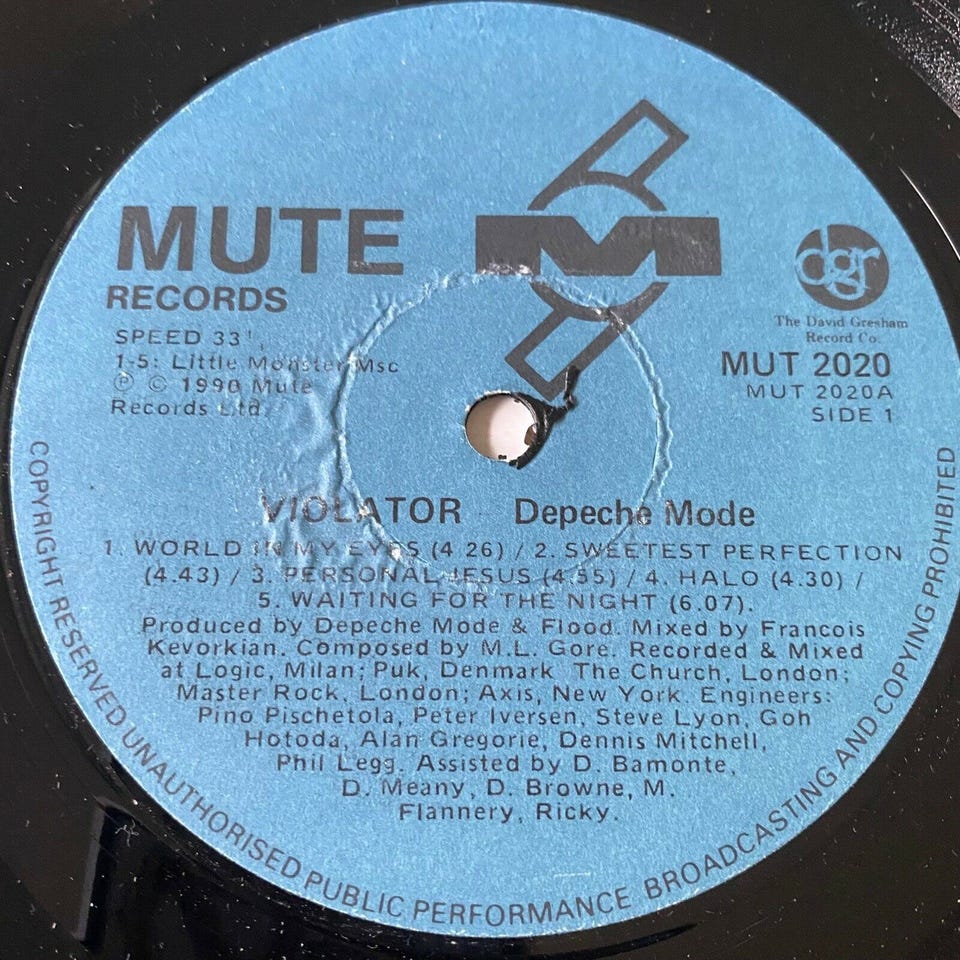 MUTE
RECORDS
SPEED 33⅓
1-5: Little Monster Msc
Ⓟ © 1990 Mute
Records Ltd.
M
dgr
The David Gresham
Record Co.
MUT 2020
MUT 2020A
SIDE 1
VIOLATOR Depeche Mode
1. WORLD IN MY EYES (4 26) / 2. SWEETEST PERFECTION
(4.43) / 3. PERSONAL JESUS (4.55) / 4. HALO (4.30) /
5. WAITING FOR THE NIGHT (6.07).
Produced by Depeche Mode & Flood. Mixed by Francois
Kevorkian. Composed by M.L. Gore. Recorded & Mixed
at Logic, Milan; Puk, Denmark The Church, London;
Master Rock, London; Axis, New York. Engineers:
Pino Pischetola, Peter Iversen, Steve Lyon, Goh
Hotoda, Alan Gregorie, Dennis Mitchell,
Phil Legg. Assisted by D. Bamonte,
D. Meany, D. Browne, M.
Flannery, Ricky.
COPYRIGHT RESERVED UNAUTHORISED PUBLIC PERFORMANCE BROADCASTING AND COPYING PROHIBITED